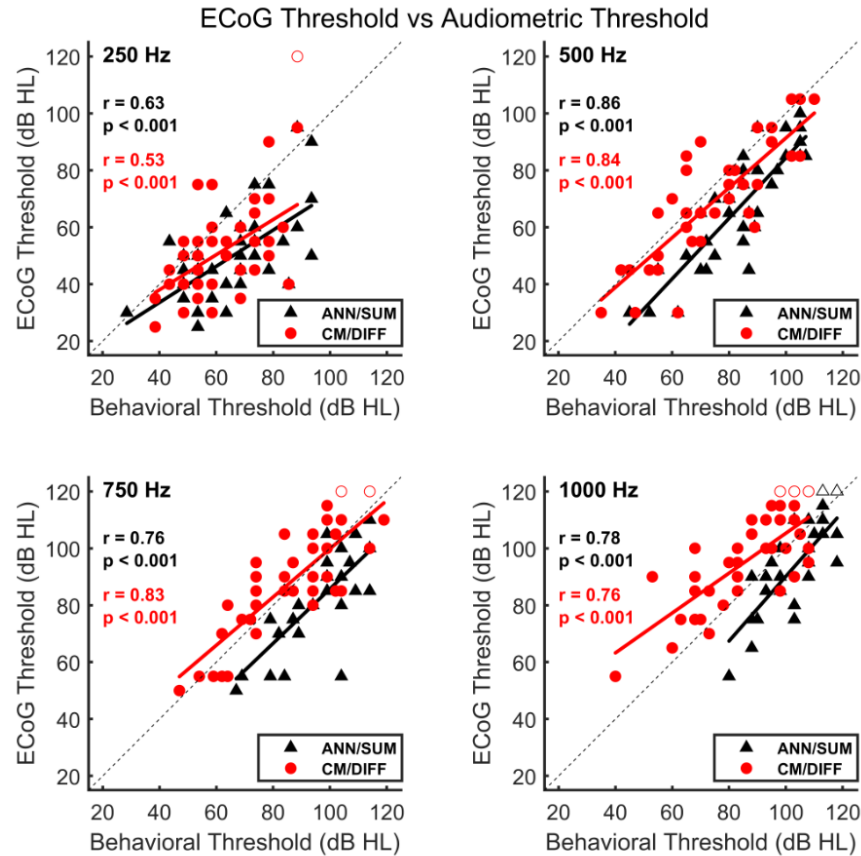 ECoG Threshold vs Audiometric Threshold
250 Hz
r = 0.63
p < 0.001
r = 0.53
p < 0.001
ANN/SUM
CM/DIFF
120
100
80
60
40
20
20 40 60 80 100 120
ECoG Threshold (dB HL)
Behavioral Threshold (dB HL)
500 Hz
r = 0.86
p < 0.001
r = 0.84
p < 0.001
ANN/SUM
CM/DIFF
120
100
80
60
40
20
20 40 60 80 100 120
ECoG Threshold (dB HL)
Behavioral Threshold (dB HL)
750 Hz
r = 0.76
p < 0.001
r = 0.83
p < 0.001
ANN/SUM
CM/DIFF
120
100
80
60
40
20
20 40 60 80 100 120
ECoG Threshold (dB HL)
Behavioral Threshold (dB HL)
1000 Hz
r = 0.78
p < 0.001
r = 0.76
p < 0.001
ANN/SUM
CM/DIFF
120
100
80
60
40
20
20 40 60 80 100 120
ECoG Threshold (dB HL)
Behavioral Threshold (dB HL)